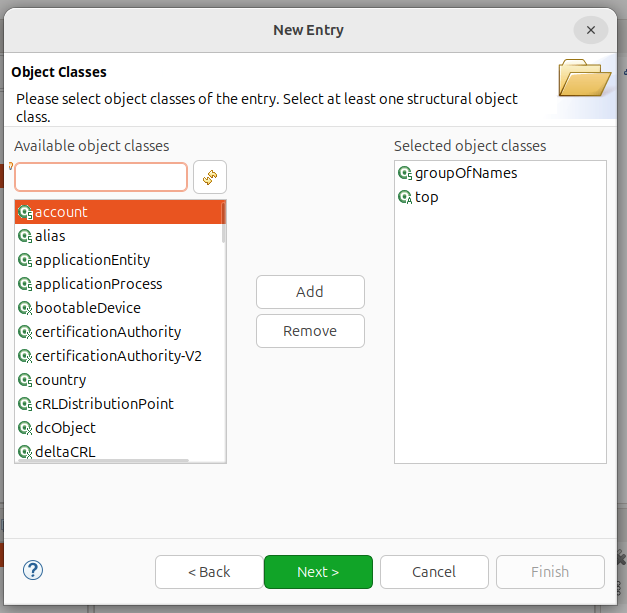 New Entry
Object Classes
Please select object classes of the entry. Select at least one structural object
class.
Available object classes
Selected object classes
account
alias
applicationEntity
applicationProcess
bootableDevice
certificationAuthority
certificationAuthority-V2
country
cRLDistributionPoint
dcObject
deltaCRL
Add
Remove
groupOfNames
top
< Back
Next >
Cancel
Finish